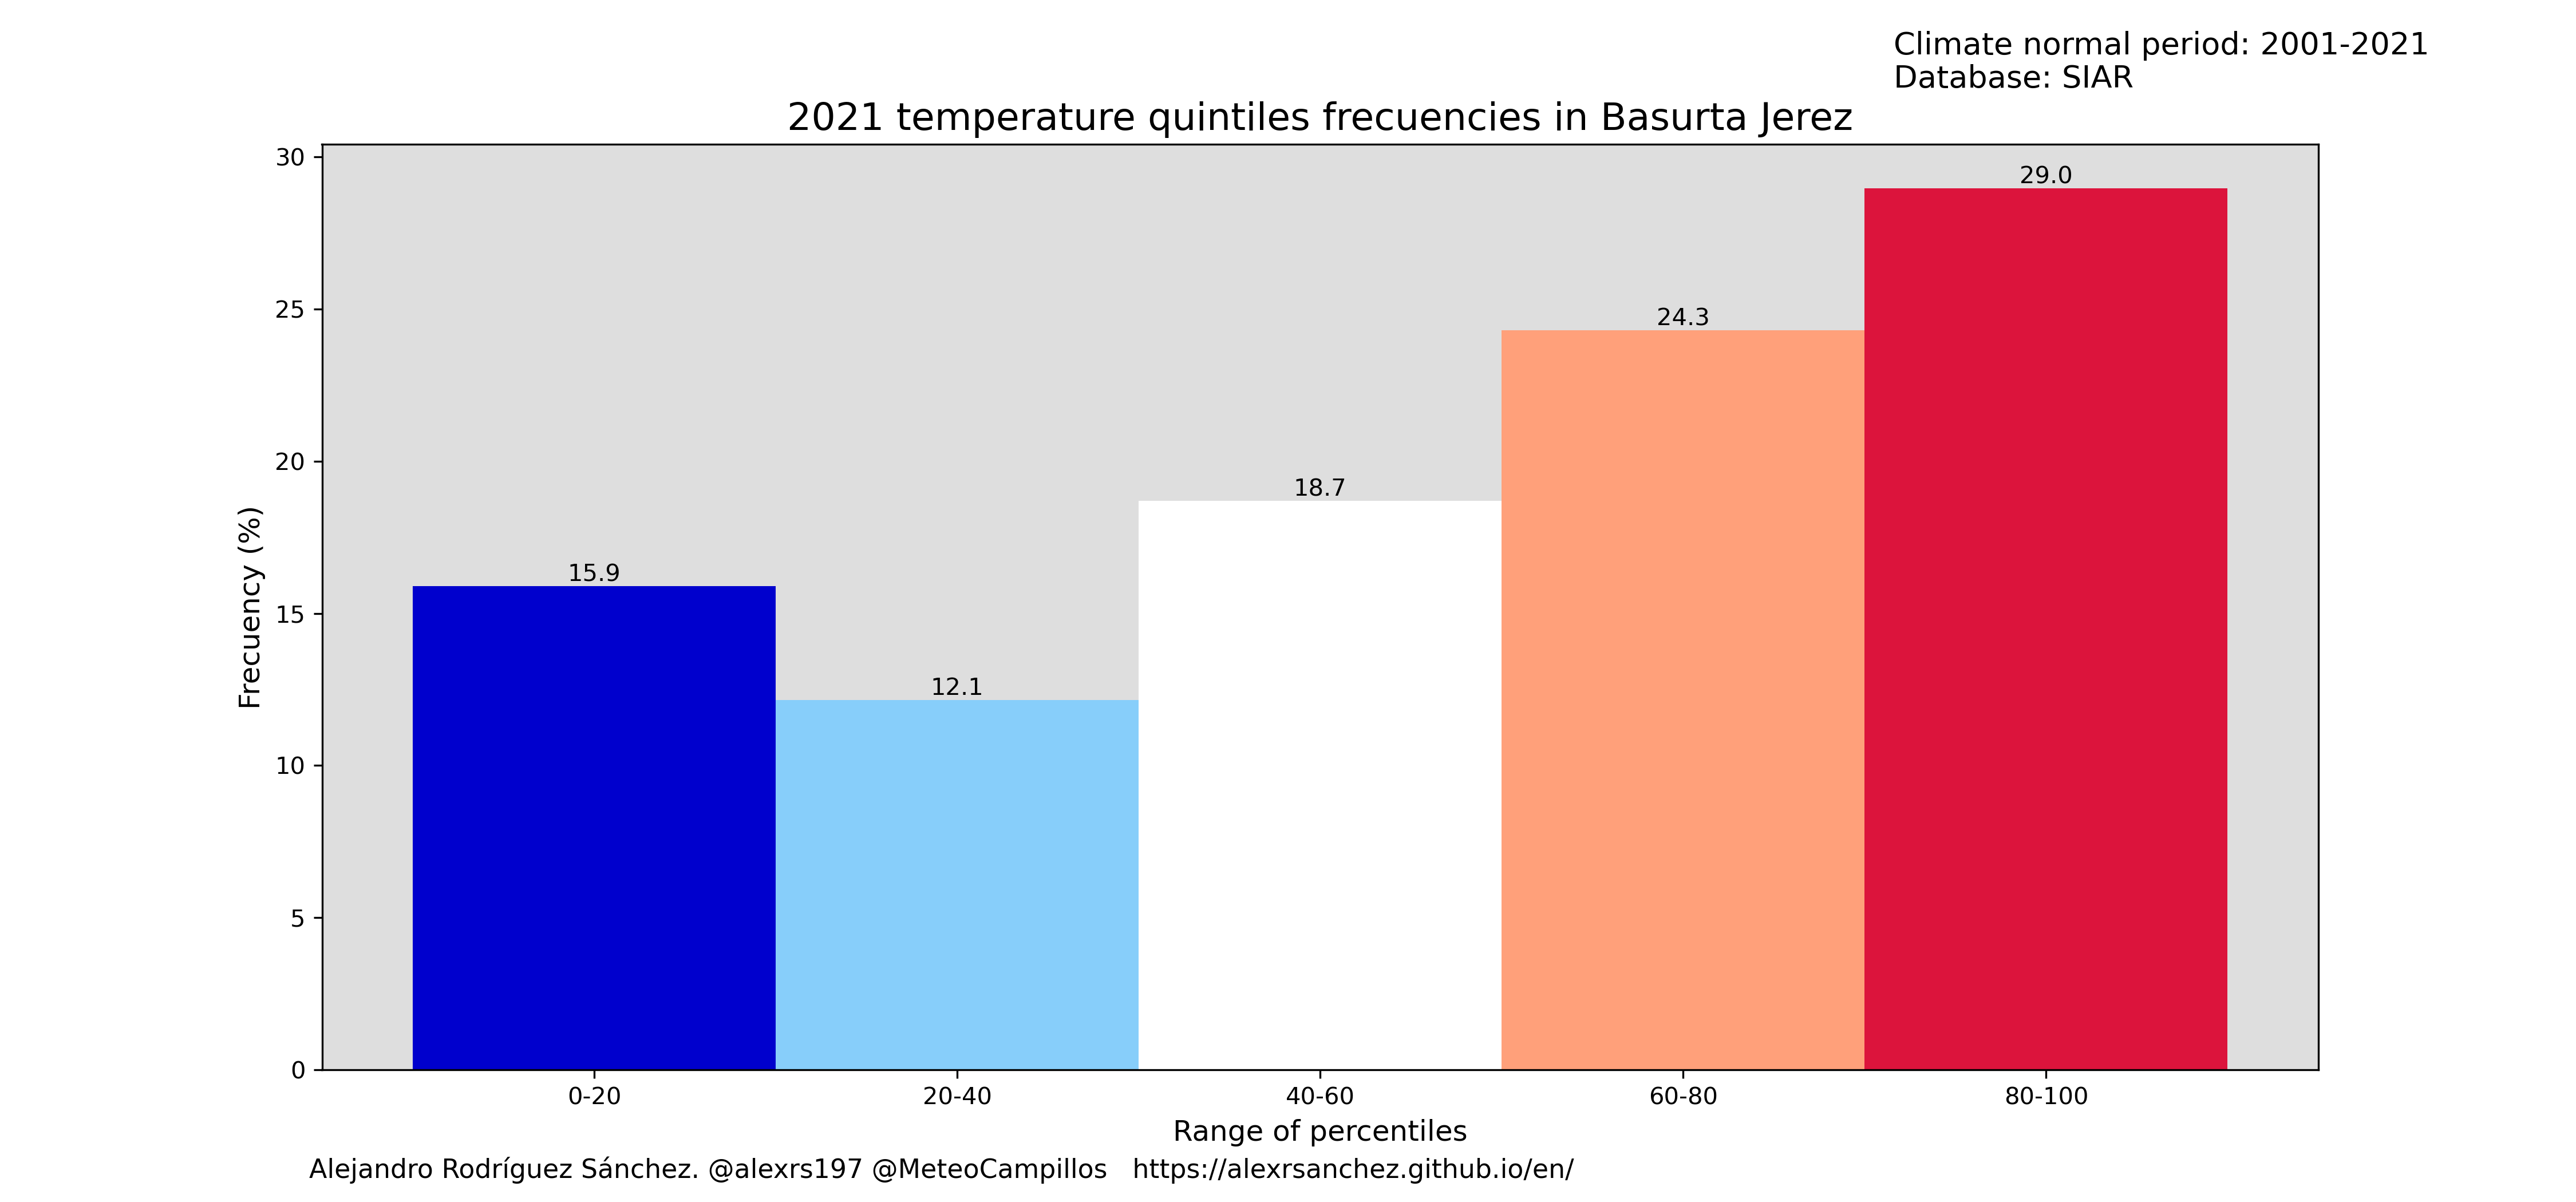 Climate normal period: 2001-2021
Database: SIAR
2021 temperature quintiles frecuencies in Basurta Jerez
30
25
20
15
10
5
0
Frecuency (%)
15.9
12.1
18.7
24.3
29.0
0-20
20-40
40-60
60-80
80-100
Range of percentiles
Alejandro Rodríguez Sánchez. @alexrs197 @MeteoCampillos https://alexrsanchez.github.io/en/